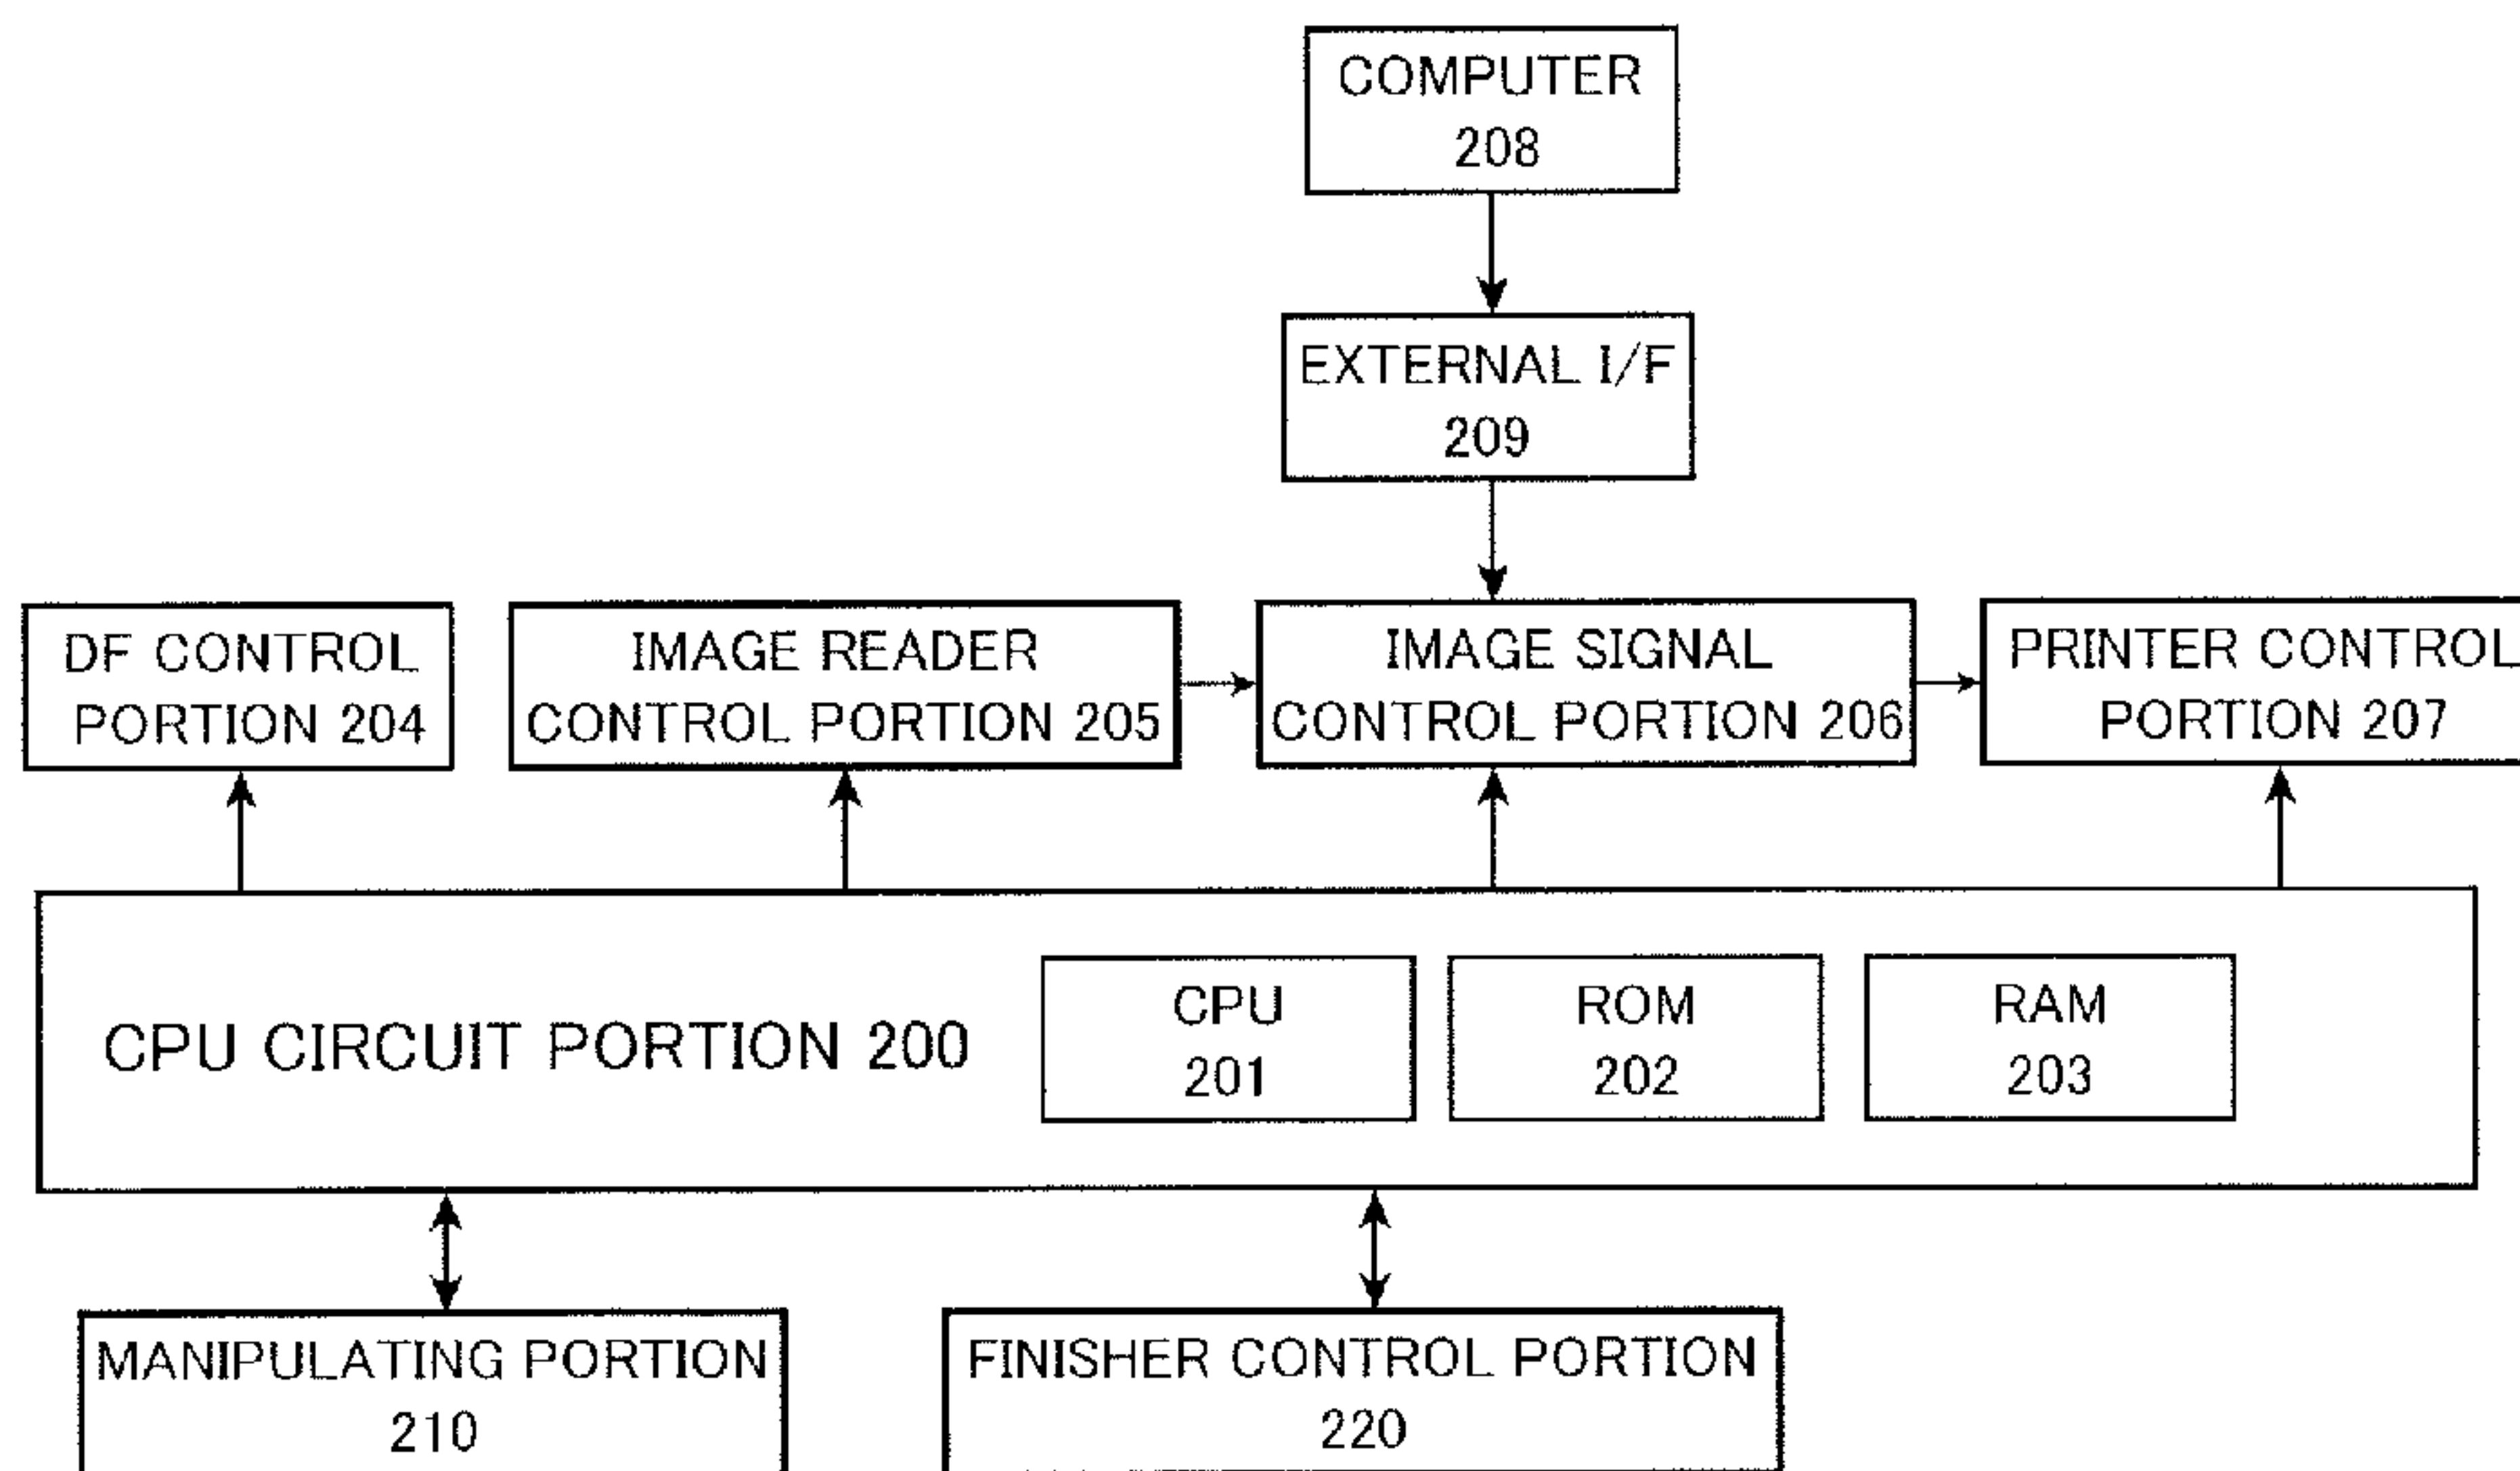 COMPUTER
208
EXTERNAL I/F
209
DF CONTROL
PORTION 204
IMAGE READER
CONTROL PORTION 205
IMAGE SIGNAL
CONTROL PORTION 206
PRINTER CONTROL
PORTION 207
CPU CIRCUIT PORTION 200
CPU
201
ROM
202
RAM
203
MANIPULATING PORTION
210
FINISHER CONTROL PORTION
220